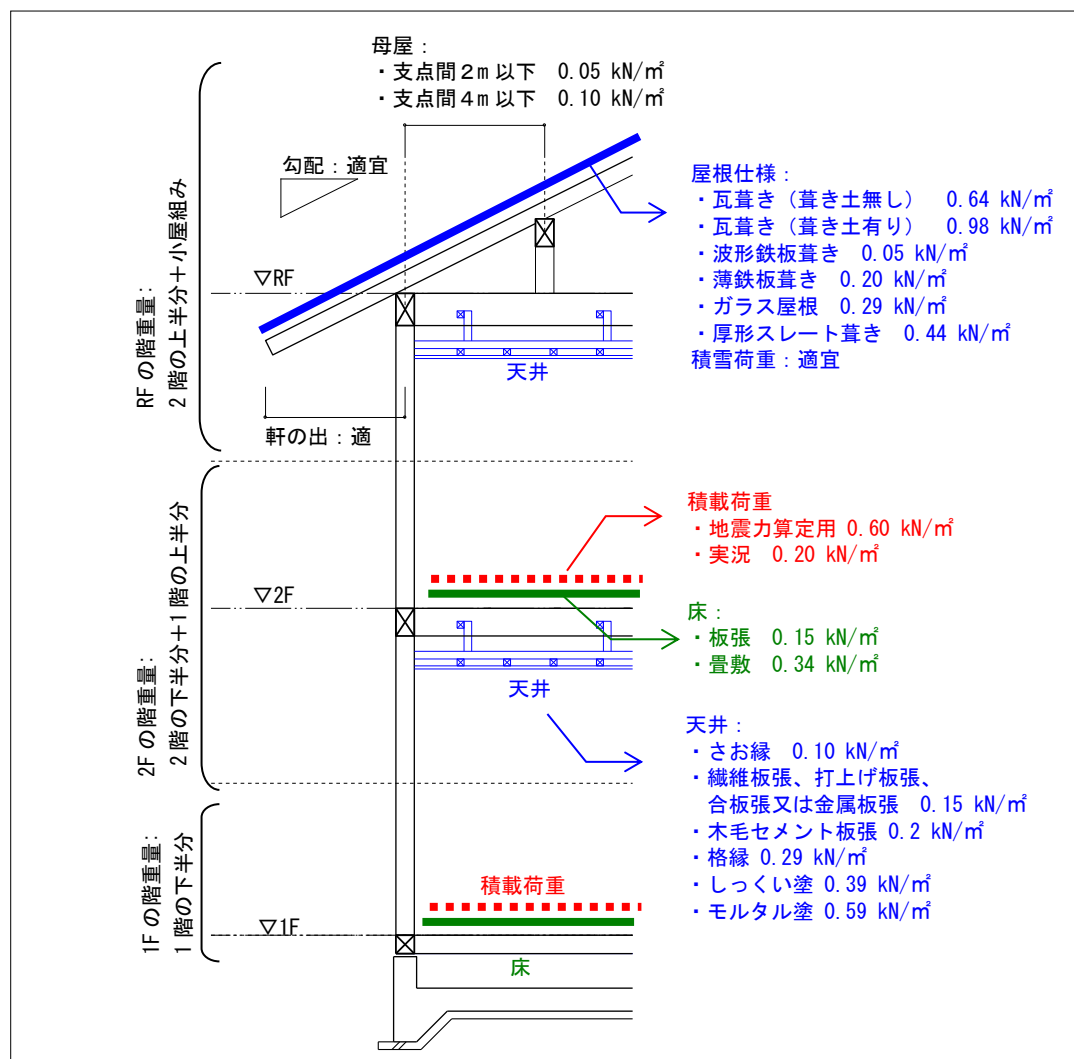 母屋：
・支点間２ｍ以下　0.05 kN/㎡
・支点間４ｍ以下　0.10 kN/㎡
勾配：適宜
屋根仕様：
・瓦葺き（葺き土無し）　0.64 kN/㎡
・瓦葺き（葺き土有り）　0.98 kN/㎡
・波形鉄板葺き　0.05 kN/㎡
・薄鉄板葺き　0.20 kN/㎡
・ガラス屋根　0.29 kN/㎡
・厚形スレート葺き　0.44 kN/㎡
積雪荷重：適宜
▽RF
RF の階重量：
2 階の上半分＋小屋組み
天井
軒の出：適
積載荷重
・地震力算定用 0.60 kN/㎡
・実況　0.20 kN/㎡
▽2F
床：
・板張　0.15 kN/㎡
・畳敷　0.34 kN/㎡
2F の階重量：
2 階の下半分＋1 階の上半分
天井
天井：
・さお縁　0.10 kN/㎡
・繊維板張、打上げ板張、
合板張又は金属板張　0.15 kN/㎡
・木毛セメント板張 0.2 kN/㎡
・格縁 0.29 kN/㎡
・しっくい塗 0.39 kN/㎡
・モルタル塗 0.59 kN/㎡
1F の階重量：
1 階の下半分
積載荷重
▽1F
床